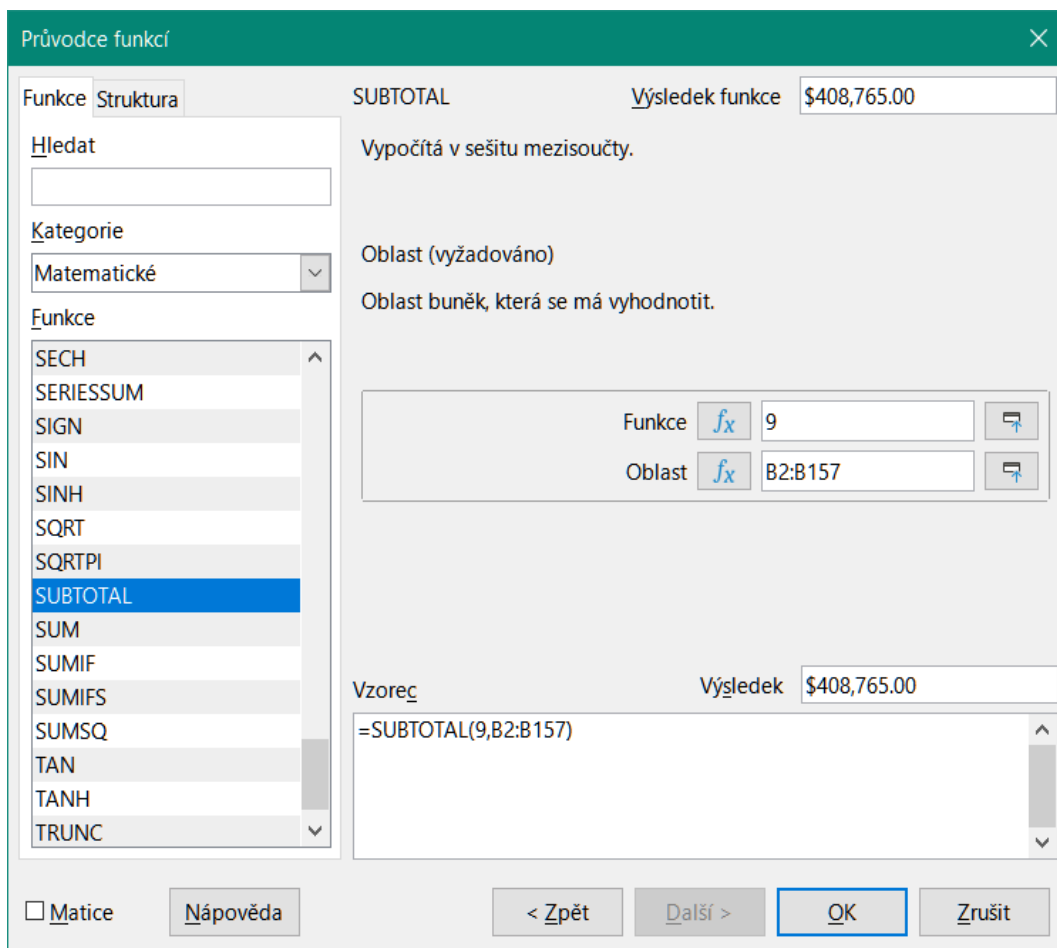 Průvodce funkcí
Funkce Struktura
Hledat
Kategorie
Matematické
Funkce
SECH
SERIESSUM
SIGN
SIN
SINH
SQRT
SQRTPI
SUBTOTAL
SUM
SUMIF
SUMIFS
SUMSQ
TAN
TANH
TRUNC
SUBTOTAL Výsledek funkce $408,765.00
Vypočítá v sešitu mezisoučty.
Oblast (vyžadováno)
Oblast buněk, která se má vyhodnotit.
Funkce fx 9
Oblast fx B2:B157
Vzorec Výsledek $408,765.00
=SUBTOTAL(9,B2:B157)
Matice Nápověda < Zpět Další > OK Zrušit